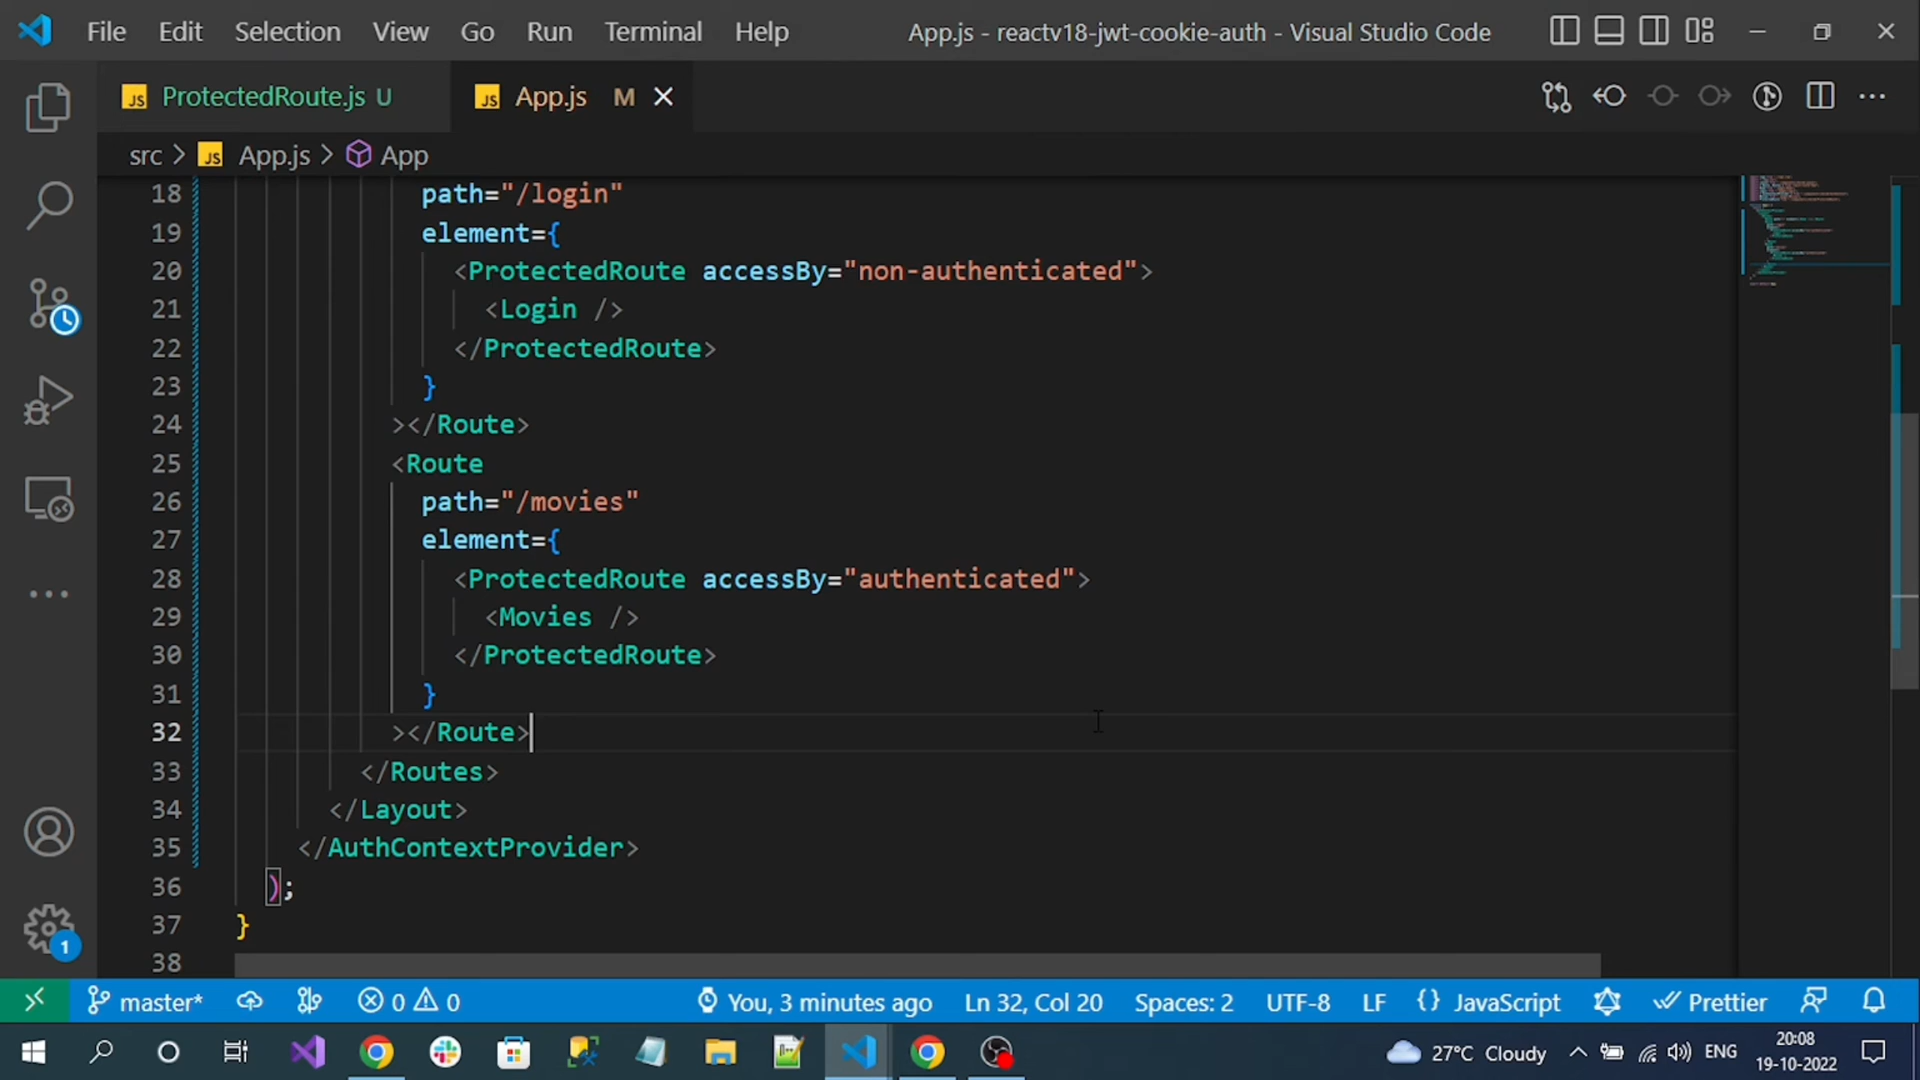 File Edit Selection View Go Run Terminal Help App.js - reactv18-jwt-cookie-auth - Visual Studio Code
JS ProtectedRoute.js U JS App.js M
src > JS App.js > App
18 path="/login"
19 element={
20 <ProtectedRoute accessBy="non-authenticated">
21 <Login />
22 </ProtectedRoute>
23 }
24 ></Route>
25 <Route
26 path="/movies"
27 element={
28 <ProtectedRoute accessBy="authenticated">
29 <Movies />
30 </ProtectedRoute>
31 }
32 ></Route>
33 </Routes>
34 </Layout>
35 </AuthContextProvider>
36 );
37 }
38
1
master* 0 0 You, 3 minutes ago Ln 32, Col 20 Spaces: 2 UTF-8 LF {} JavaScript Prettier
27°C Cloudy ENG 20:08
19-10-2022